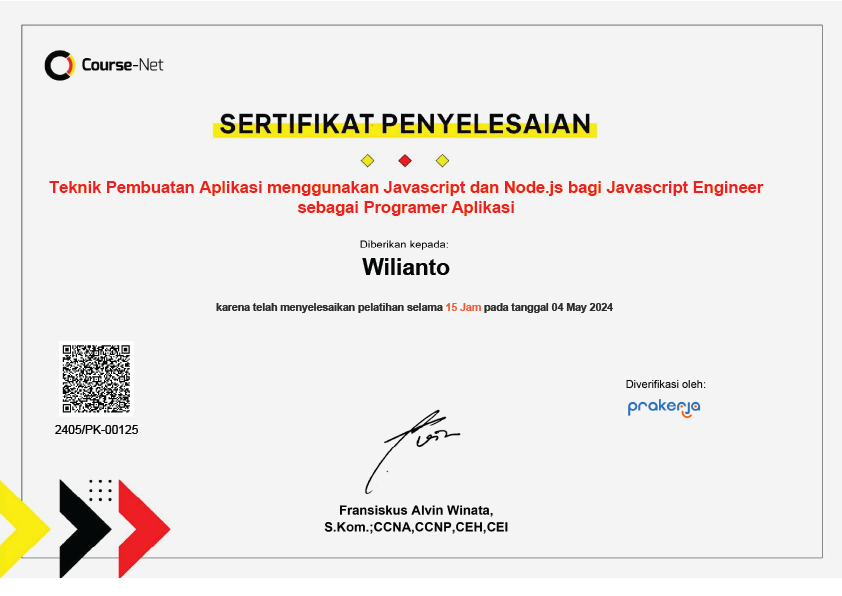 Course-Net
SERTIFIKAT PENYELESAIAN
Teknik Pembuatan Aplikasi menggunakan Javascript dan Node.js bagi Javascript Engineer
sebagai Programer Aplikasi
Diberikan kepada:
Wilianto
karena telah menyelesaikan pelatihan selama 15 Jam pada tanggal 04 May 2024
2405/PK-00125
Diverifikasi oleh:
prakerja
Fransiskus Alvin Winata,
S.Kom.;CCNA,CCNP,CEH,CEI